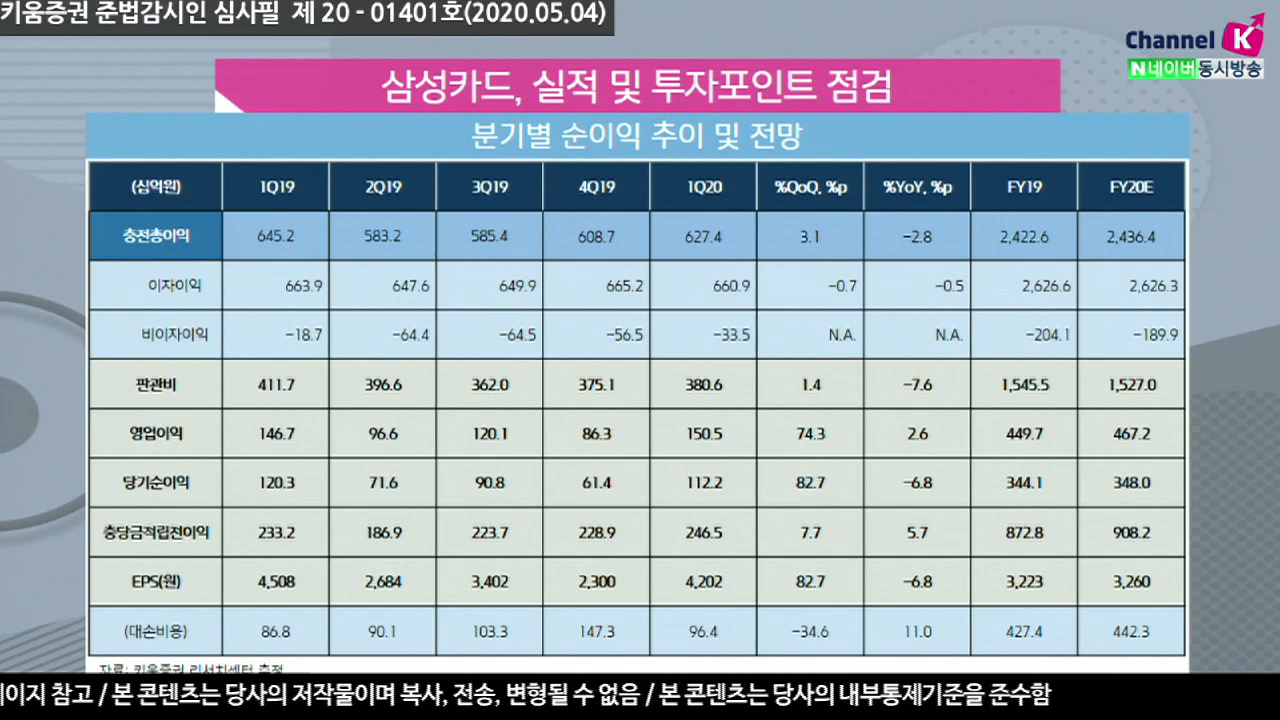 키움증권 준법감시인 심사필 제 20 - 01401호(2020.05.04)
Channel K
N네이버 동시방송
삼성카드, 실적 및 투자포인트 점검
분기별 순이익 추이 및 전망
(십억원) 1Q19 2Q19 3Q19 4Q19 1Q20 %QoQ, %p %YoY, %p FY19 FY20E
충전총이익 645.2 583.2 585.4 608.7 627.4 3.1 -2.8 2,422.6 2,436.4
이자이익 663.9 647.6 649.9 665.2 660.9 -0.7 -0.5 2,626.6 2,626.3
비이자이익 -18.7 -64.4 -64.5 -56.5 -33.5 N.A. N.A. -204.1 -189.9
판관비 411.7 396.6 362.0 375.1 380.6 1.4 -7.6 1,545.5 1,527.0
영업이익 146.7 96.6 120.1 86.3 150.5 74.3 2.6 449.7 467.2
당기순이익 120.3 71.6 90.8 61.4 112.2 82.7 -6.8 344.1 348.0
충당금적립전이익 233.2 186.9 223.7 228.9 246.5 7.7 5.7 872.8 908.2
EPS(원) 4,508 2,684 3,402 2,300 4,202 82.7 -6.8 3,223 3,260
(대손비용) 86.8 90.1 103.3 147.3 96.4 -34.6 11.0 427.4 442.3
자료: 키움증권 리서치센터 추정
이지 참고 / 본 콘텐츠는 당사의 저작물이며 복사, 전송, 변형될 수 없음 / 본 콘텐츠는 당사의 내부통제기준을 준수함